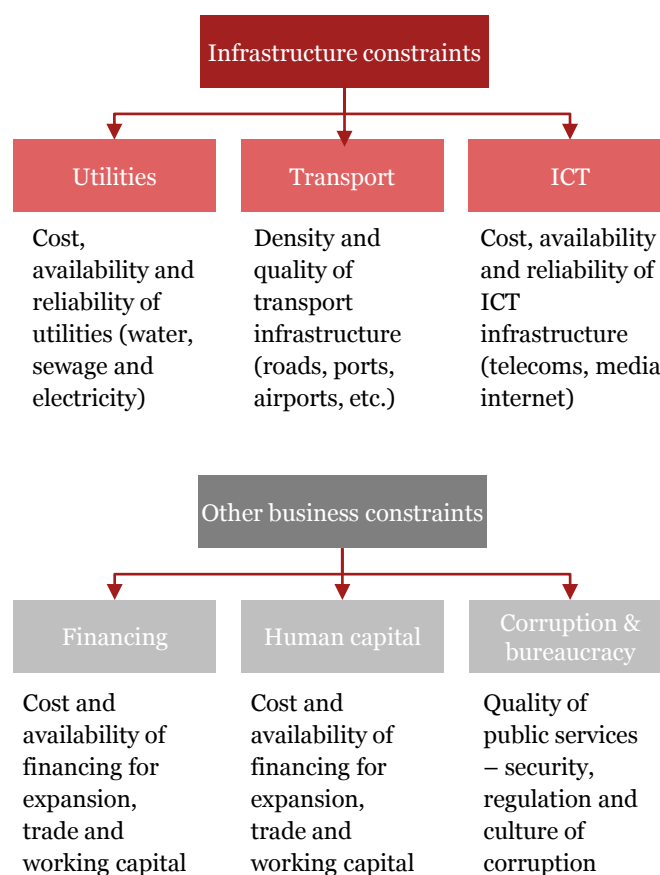 Infrastructure constraints
Utilities
Transport
ICT
Cost,
availability and
reliability of
utilities (water,
sewage and
electricity)
Density and
quality of
transport
infrastructure
(roads, ports,
airports, etc.)
Cost, availability
and reliability of
ICT
infrastructure
(telecoms, media
internet)
Other business constraints
Financing
Human capital
Corruption &
bureaucracy
Cost and
availability of
financing for
expansion,
trade and
working capital
Cost and
availability of
financing for
expansion,
trade and
working capital
Quality of
public services
– security,
regulation and
culture of
corruption